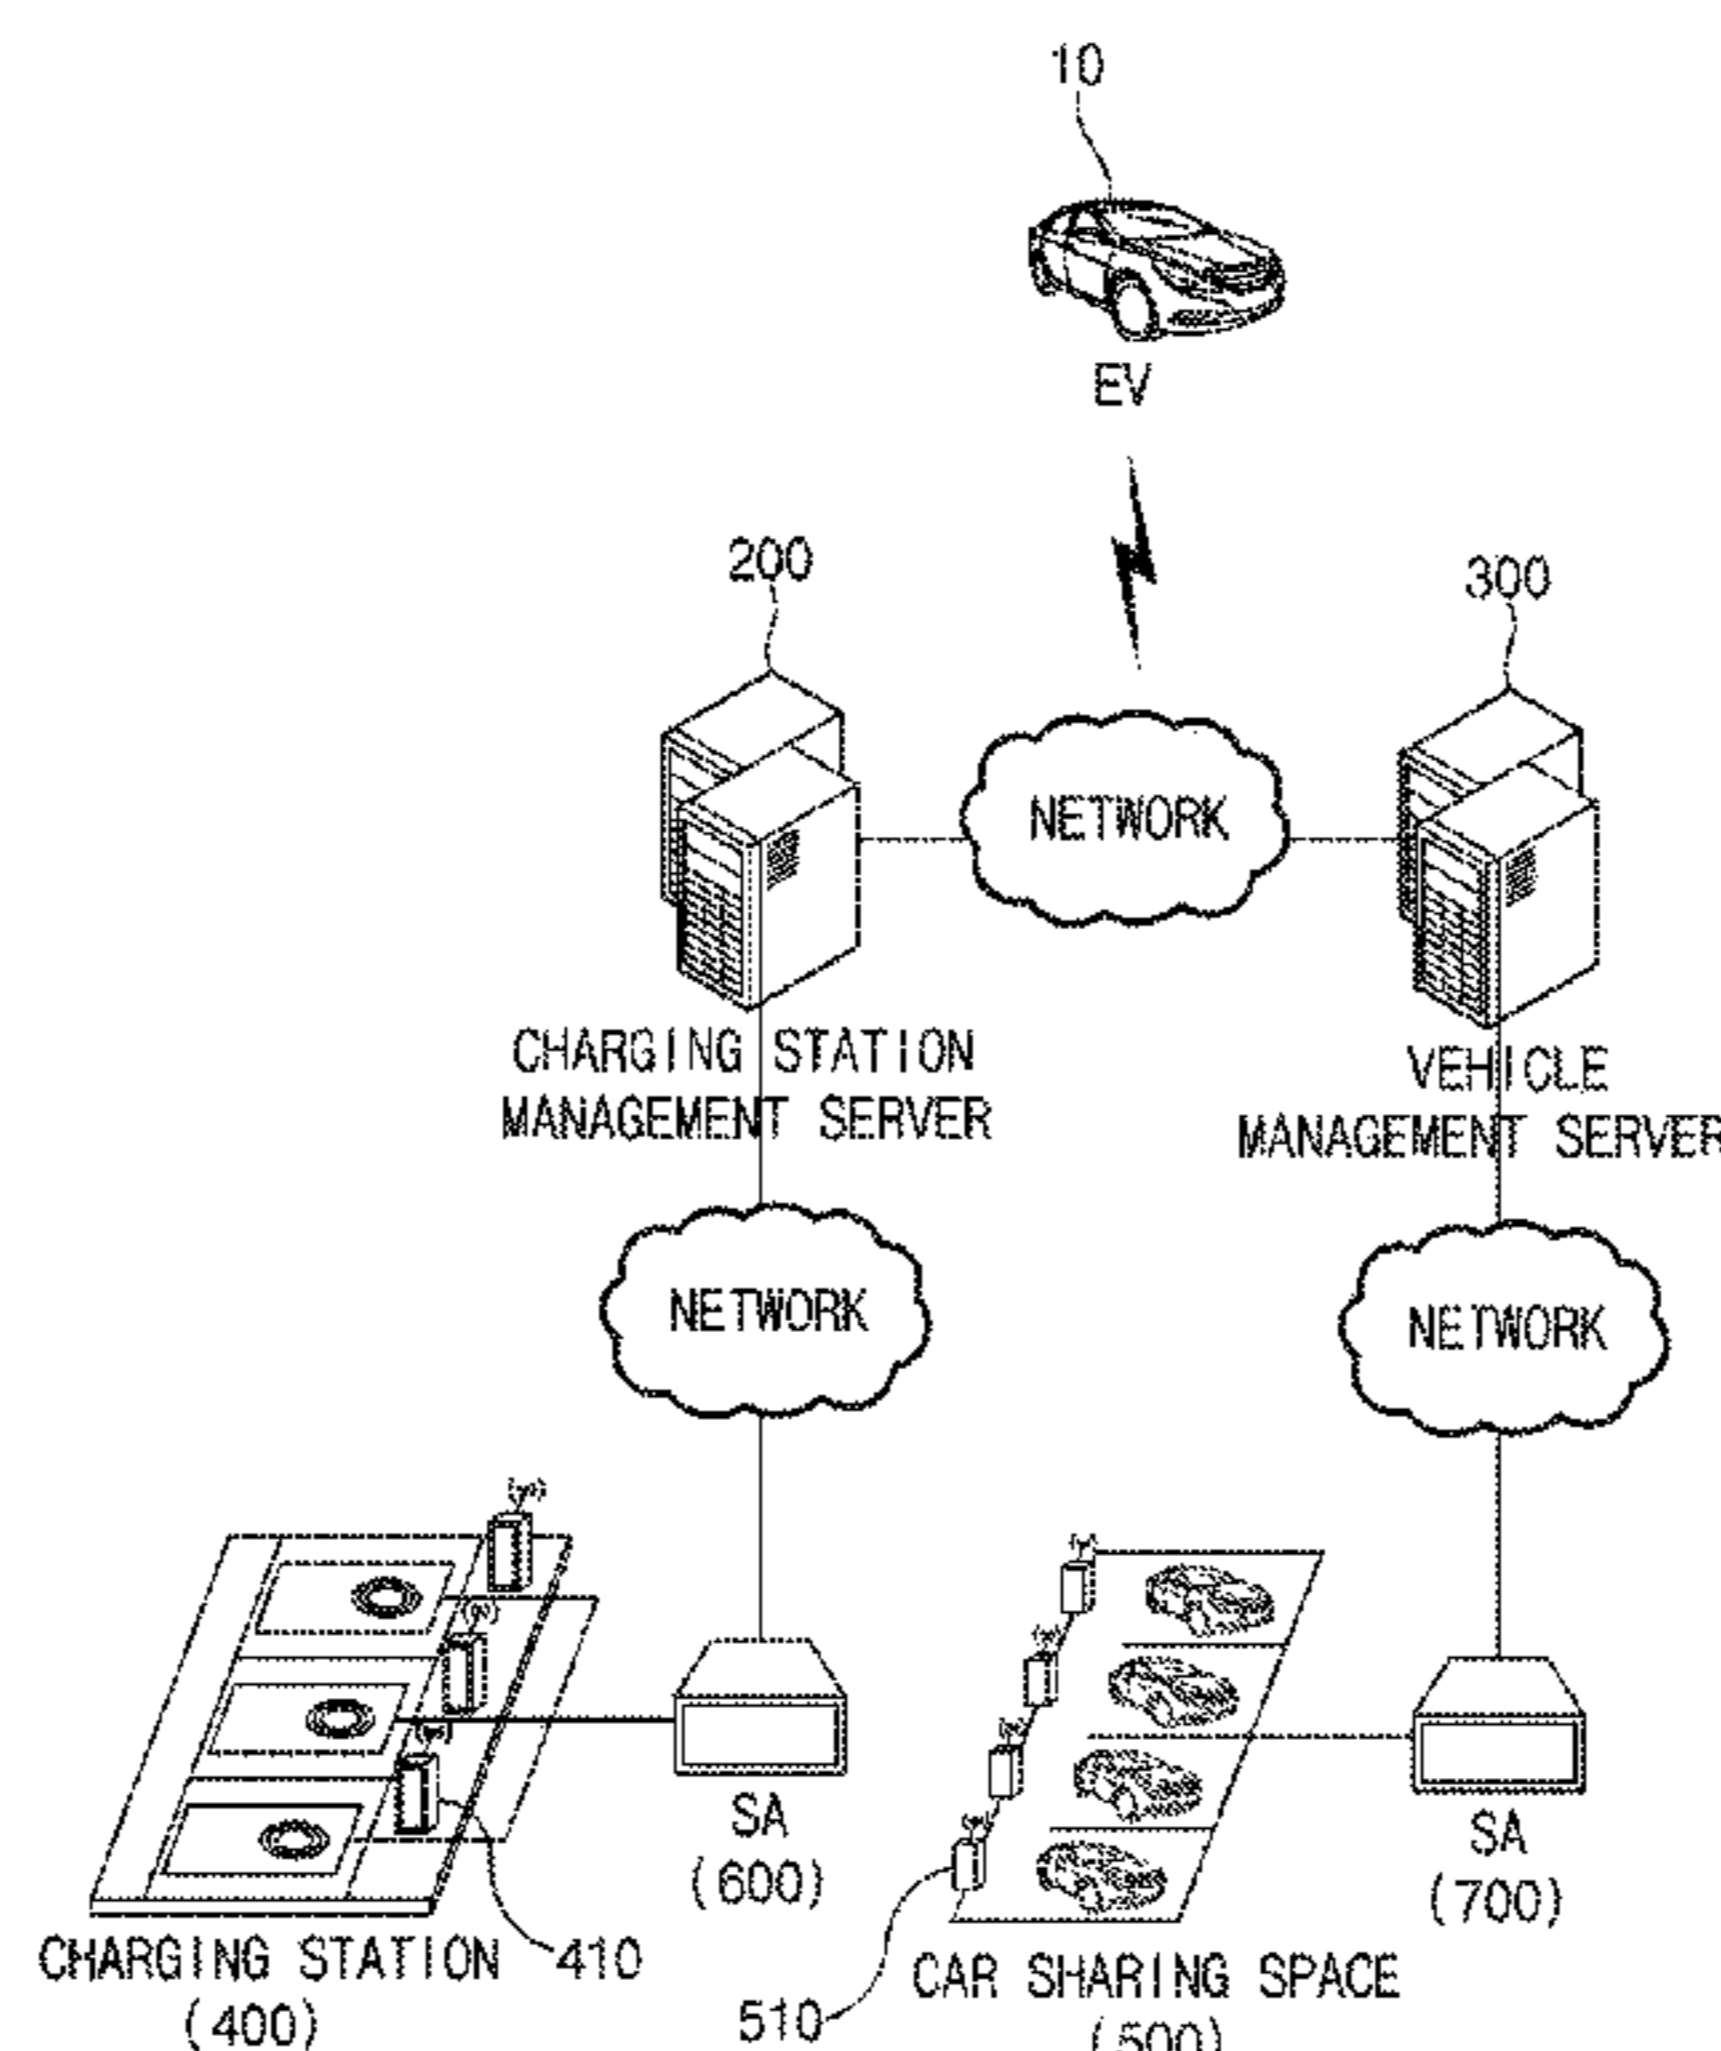 10
EV
200
300
NETWORK
CHARGING STATION
MANAGEMENT SERVER
VEHICLE
MANAGEMENT SERVER
NETWORK
NETWORK
SA
(600)
SA
(700)
CHARGING STATION
(400)
410
510
CAR SHARING SPACE
(500)